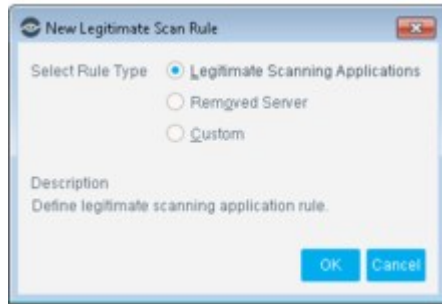 New Legitimate Scan Rule
Select Rule Type
Legitimate Scanning Applications
Removed Server
Custom
Description
Define legitimate scanning application rule.
OK
Cancel